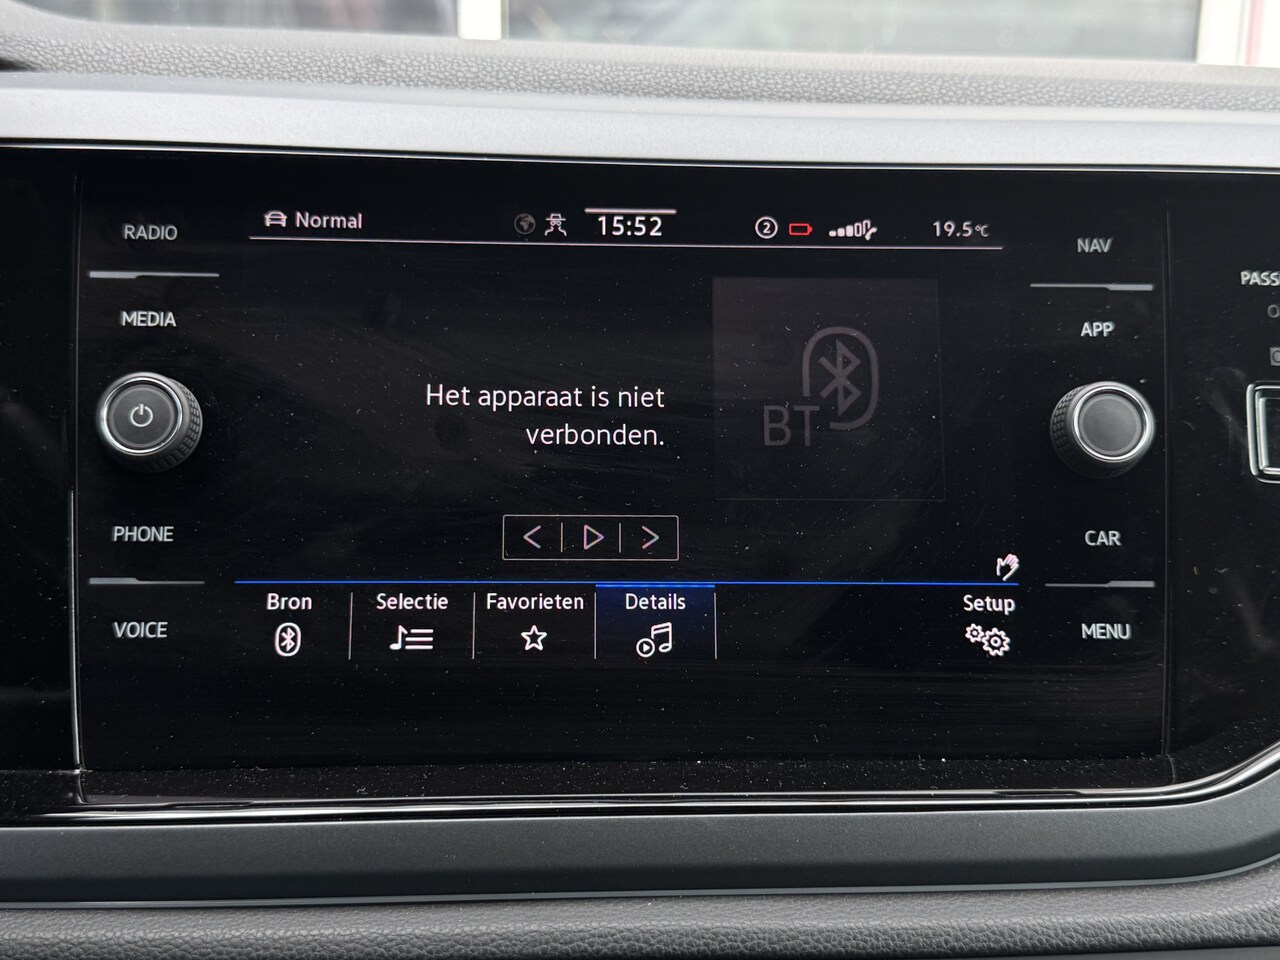 RADIO
MEDIA
PHONE
VOICE
Normal
15:52
2
19.5°C
Het apparaat is niet
verbonden.
BT
Bron
Selectie
Favorieten
Details
Setup
NAV
APP
CAR
MENU
PASS